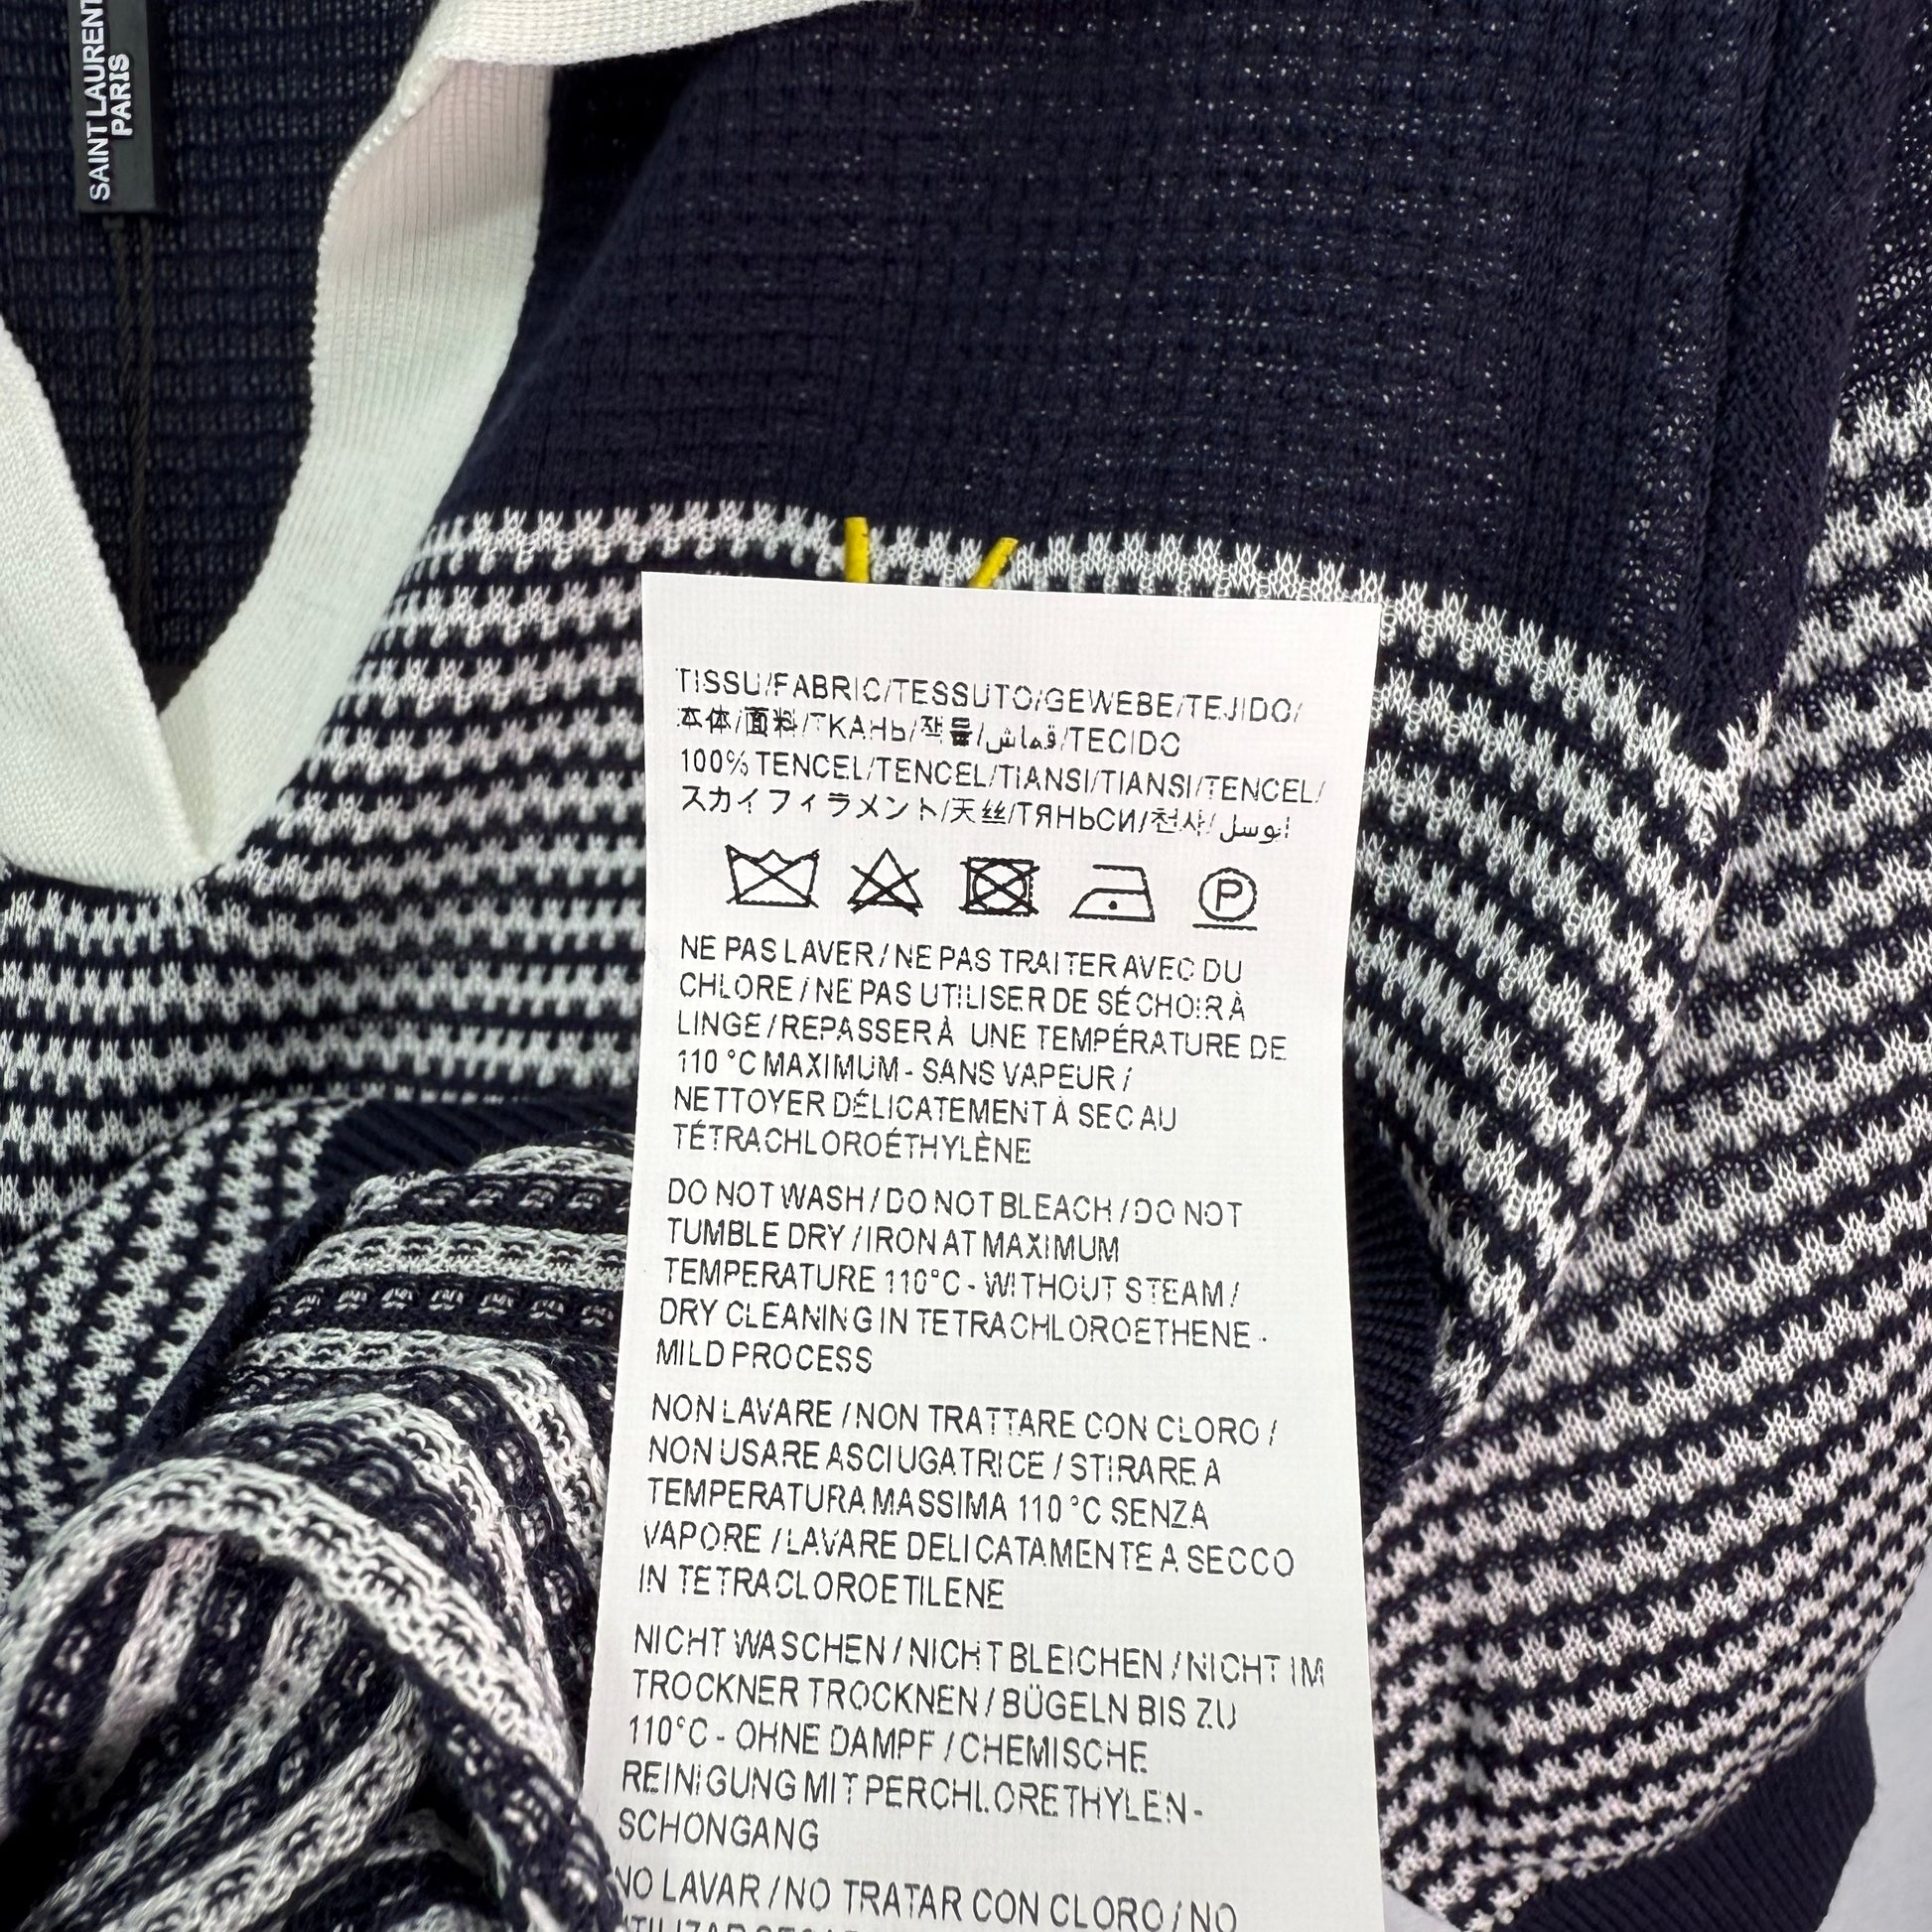 SAINT LAURENT
PARIS
TISSU/FABRIC/TESSUTO/GEWEBE/TEJIDO/
本体/面料/ТКАНЬ/잭물/قماش/TECIDO
100% TENCEL/TENCEL/TIANSI/TIANSI/TENCEL/
スカイフィラメント/天丝/ТЯНЬСИ/천사/
P
NE PAS LAVER / NE PAS TRAITER AVEC DU
CHLORE / NE PAS UTILISER DE SÉCHOIR À
LINGE / REPASSER À UNE TEMPÉRATURE DE
110 °C MAXIMUM - SANS VAPEUR /
NETTOYER DÉLICATEMENT À SEC AU
TÉTRACHLOROÉTHYLÈNE
DO NOT WASH / DO NOT BLEACH / DO NOT
TUMBLE DRY / IRON AT MAXIMUM
TEMPERATURE 110°C - WITHOUT STEAM /
DRY CLEANING IN TETRACHLOROETHENE -
MILD PROCESS
NON LAVARE / NON TRATTARE CON CLORO /
NON USARE ASCIUGATRICE / STIRARE A
TEMPERATURA MASSIMA 110 °C SENZA
VAPORE / LAVARE DELICATAMENTE A SECCO
IN TETRACLOROETILENE
NICHT WASCHEN / NICHT BLEICHEN / NICHT IM
TROCKNER TROCKNEN / BÜGELN BIS ZU
110°C - OHNE DAMPF / CHEMISCHE
REINIGUNG MIT PERCHLORETHYLEN -
SCHONGANG
NO LAVAR / NO TRATAR CON CLORO / NO